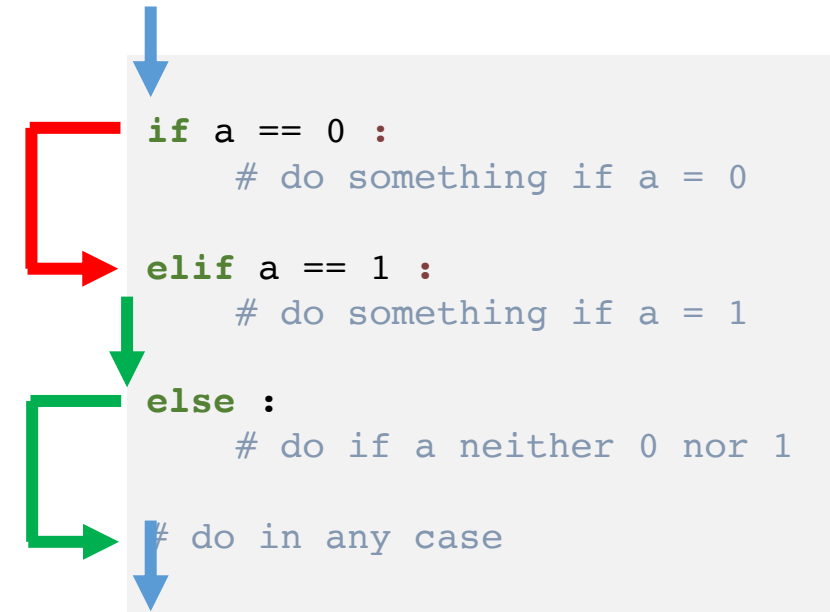 if a == 0 :
# do something if a = 0
elif a == 1 :
# do something if a = 1
else :
# do if a neither 0 nor 1
# do in any case